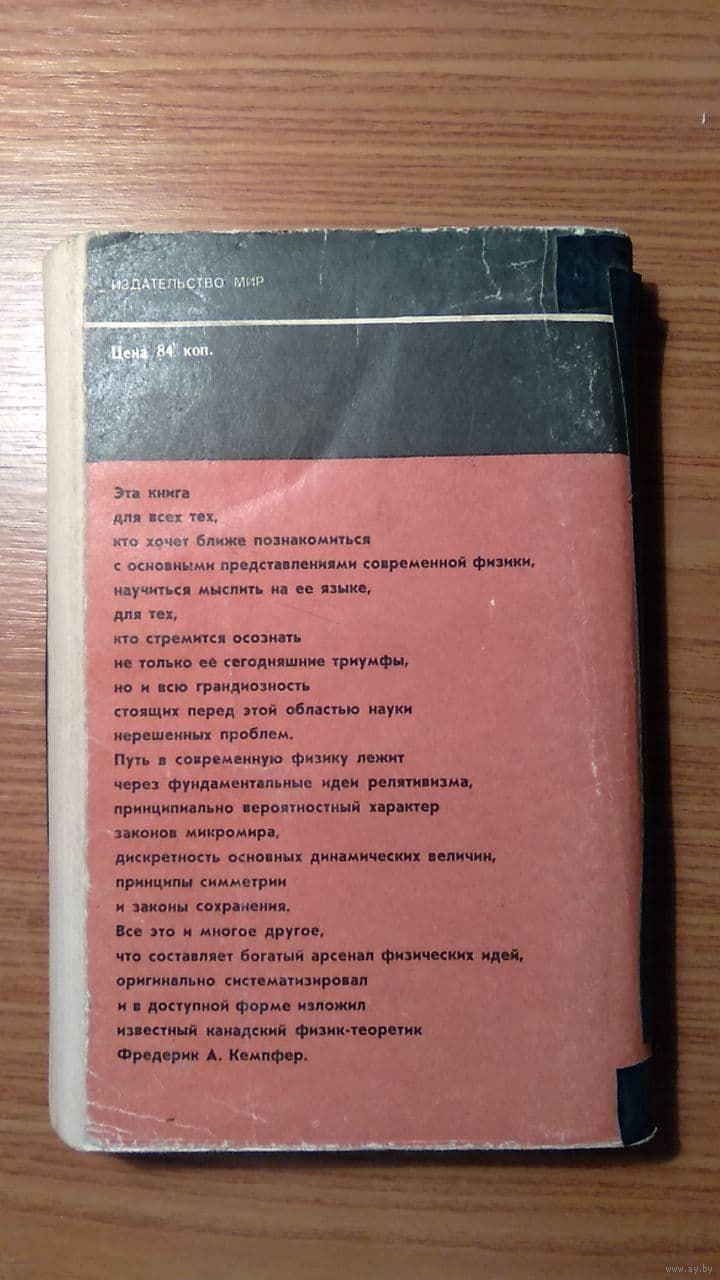 ИЗДАТЕЛЬСТВО МИР
Цена 84 коп.
Эта книга
для всех тех,
кто хочет ближе познакомиться
с основными представлениями современной физики,
научиться мыслить на ее языке,
для тех,
кто стремится осознать
не только её сегодняшние триумфы,
но и всю грандиозность
стоящих перед этой областью науки
нерешенных проблем.
Путь в современную физику лежит
через фундаментальные идеи релятивизма,
принципиально вероятностный характер
законов микромира,
дискретность основных динамических величин,
принципы симметрии
и законы сохранения.
Все это и многое другое,
что составляет богатый арсенал физических идей,
оригинально систематизировал
и в доступной форме изложил
известный канадский физик-теоретик
Фредерик А. Кемпфер.
www.ay.by